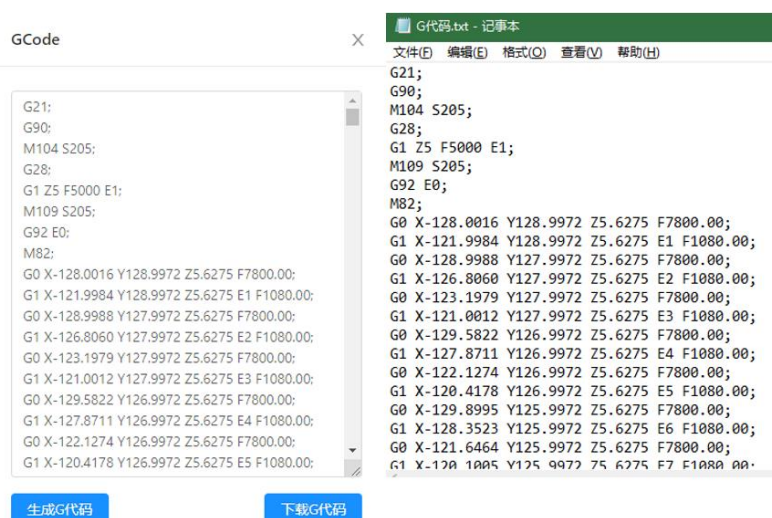 GCode
G21;
G90;
M104 S205;
G28;
G1 Z5 F5000 E1;
M109 S205;
G92 E0;
M82;
G0 X-128.0016 Y128.9972 Z5.6275 F7800.00;
G1 X-121.9984 Y128.9972 Z5.6275 E1 F1080.00;
G0 X-128.9988 Y127.9972 Z5.6275 F7800.00;
G1 X-126.8060 Y127.9972 Z5.6275 E2 F1080.00;
G0 X-123.1979 Y127.9972 Z5.6275 F7800.00;
G1 X-121.0012 Y127.9972 Z5.6275 E3 F1080.00;
G0 X-129.5822 Y126.9972 Z5.6275 F7800.00;
G1 X-127.8711 Y126.9972 Z5.6275 E4 F1080.00;
G0 X-122.1274 Y126.9972 Z5.6275 F7800.00;
G1 X-120.4178 Y126.9972 Z5.6275 E5 F1080.00;
生成G代码
下载G代码
G代码.txt - 记事本
文件(F) 编辑(E) 格式(O) 查看(V) 帮助(H)
G21;
G90;
M104 S205;
G28;
G1 Z5 F5000 E1;
M109 S205;
G92 E0;
M82;
G0 X-128.0016 Y128.9972 Z5.6275 F7800.00;
G1 X-121.9984 Y128.9972 Z5.6275 E1 F1080.00;
G0 X-128.9988 Y127.9972 Z5.6275 F7800.00;
G1 X-126.8060 Y127.9972 Z5.6275 E2 F1080.00;
G0 X-123.1979 Y127.9972 Z5.6275 F7800.00;
G1 X-121.0012 Y127.9972 Z5.6275 E3 F1080.00;
G0 X-129.5822 Y126.9972 Z5.6275 F7800.00;
G1 X-127.8711 Y126.9972 Z5.6275 E4 F1080.00;
G0 X-122.1274 Y126.9972 Z5.6275 F7800.00;
G1 X-120.4178 Y126.9972 Z5.6275 E5 F1080.00;
G0 X-129.8995 Y125.9972 Z5.6275 F7800.00;
G1 X-128.3523 Y125.9972 Z5.6275 E6 F1080.00;
G0 X-121.6464 Y125.9972 Z5.6275 F7800.00;
G1 X-120.1005 Y125.9972 Z5.6275 E7 F1080.00;